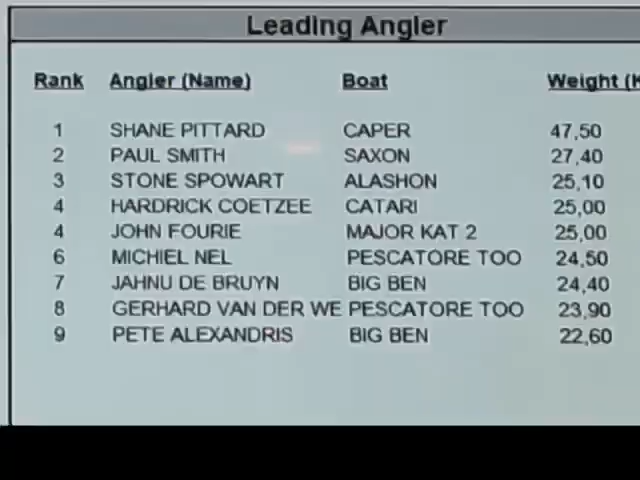 Leading Angler
Rank Angler (Name) Boat Weight (K
1 SHANE PITTARD CAPER 47,50
2 PAUL SMITH SAXON 27,40
3 STONE SPOWART ALASHON 25,10
4 HARDRICK COETZEE CATARI 25,00
4 JOHN FOURIE MAJOR KAT 2 25,00
6 MICHIEL NEL PESCATORE TOO 24,50
7 JAHNU DE BRUYN BIG BEN 24,40
8 GERHARD VAN DER WE PESCATORE TOO 23,90
9 PETE ALEXANDRIS BIG BEN 22,60